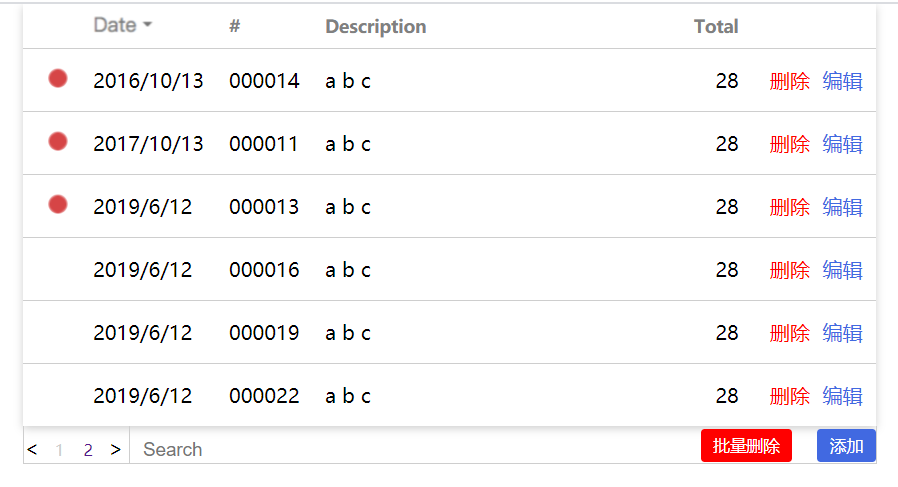 Date # Description Total
2016/10/13 000014 a b c 28 删除 编辑
2017/10/13 000011 a b c 28 删除 编辑
2019/6/12 000013 a b c 28 删除 编辑
2019/6/12 000016 a b c 28 删除 编辑
2019/6/12 000019 a b c 28 删除 编辑
2019/6/12 000022 a b c 28 删除 编辑
< 1 2 > Search 批量删除 添加